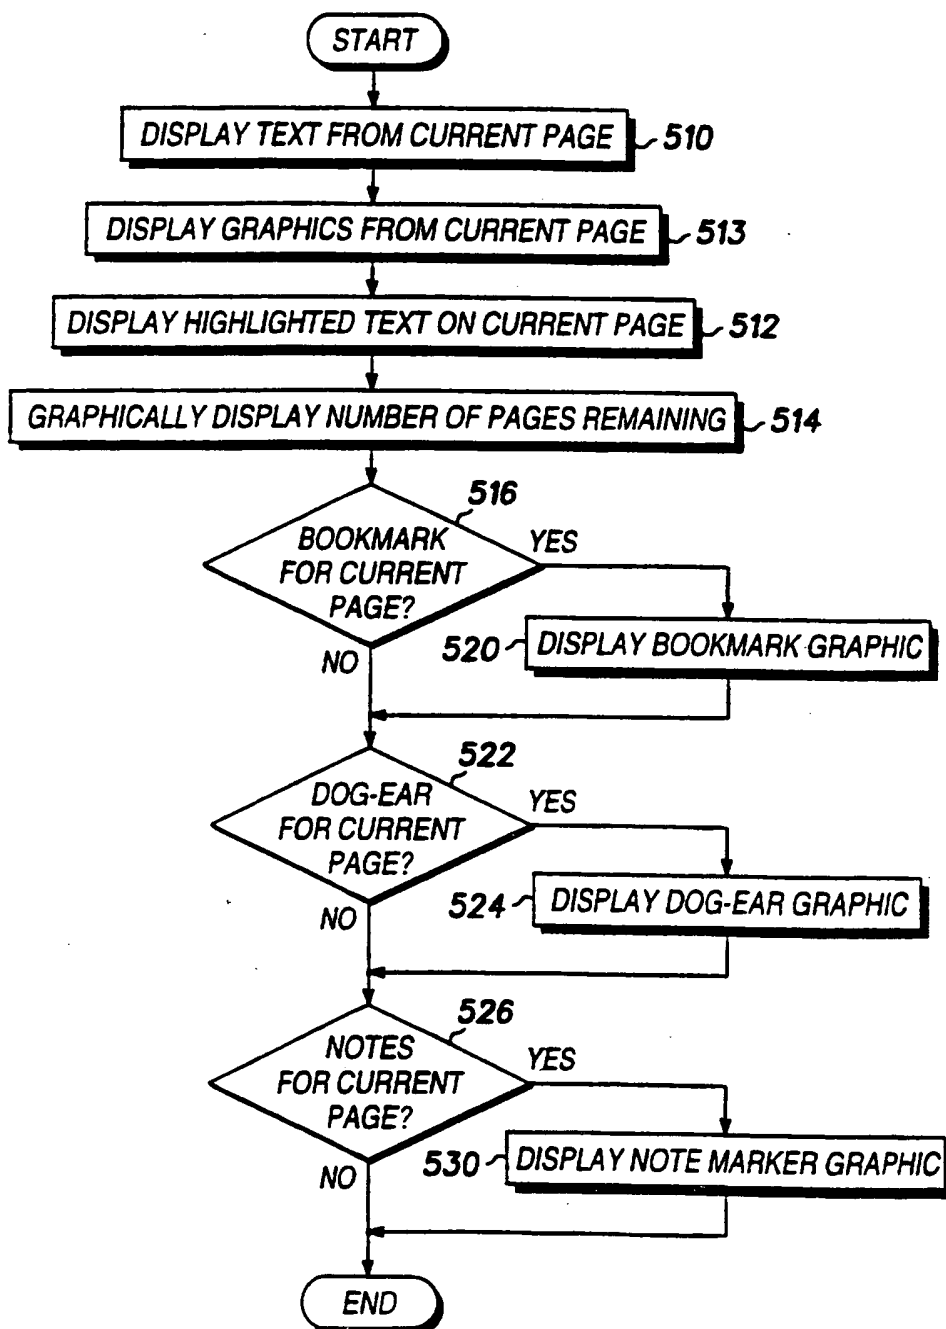 START
DISPLAY TEXT FROM CURRENT PAGE 510
DISPLAY GRAPHICS FROM CURRENT PAGE 513
DISPLAY HIGHLIGHTED TEXT ON CURRENT PAGE 512
GRAPHICALLY DISPLAY NUMBER OF PAGES REMAINING 514
516
BOOKMARK
FOR CURRENT
PAGE?
YES
NO
520 DISPLAY BOOKMARK GRAPHIC
522
DOG-EAR
FOR CURRENT
PAGE?
YES
NO
524 DISPLAY DOG-EAR GRAPHIC
526
NOTES
FOR CURRENT
PAGE?
YES
NO
530 DISPLAY NOTE MARKER GRAPHIC
END